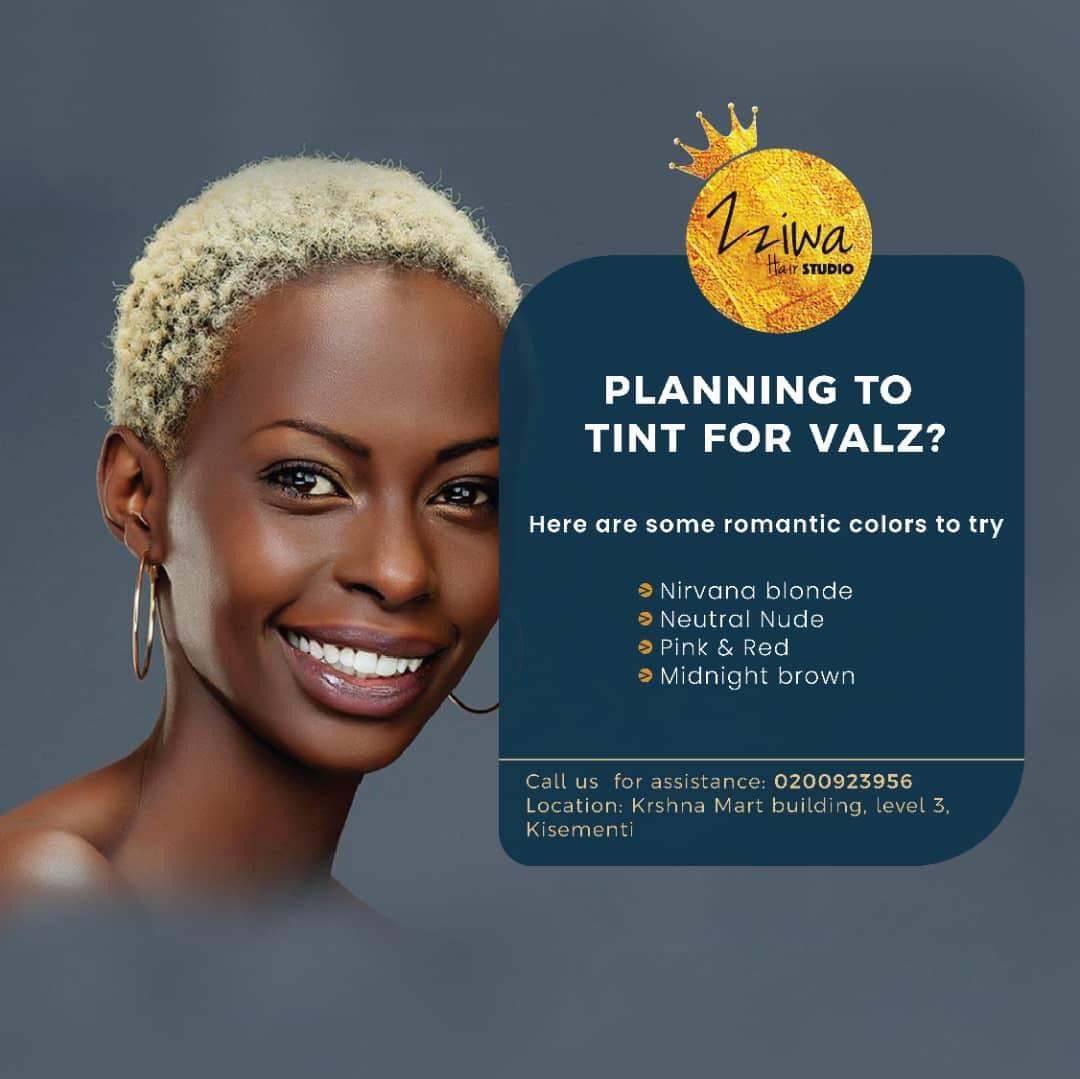 Zziwa
Hair STUDIO
PLANNING TO
TINT FOR VALZ?
Here are some romantic colors to try
Nirvana blonde
Neutral Nude
Pink & Red
Midnight brown
Call us for assistance: 0200923956
Location: Krshna Mart building, level 3,
Kisementi